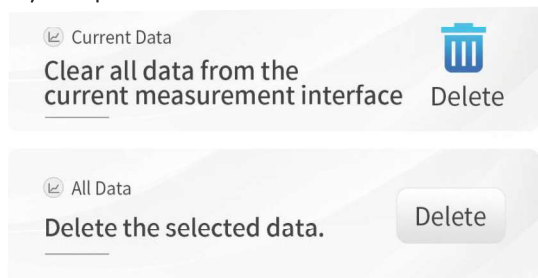 Current Data
Clear all data from the
current measurement interface
Delete
All Data
Delete the selected data.
Delete